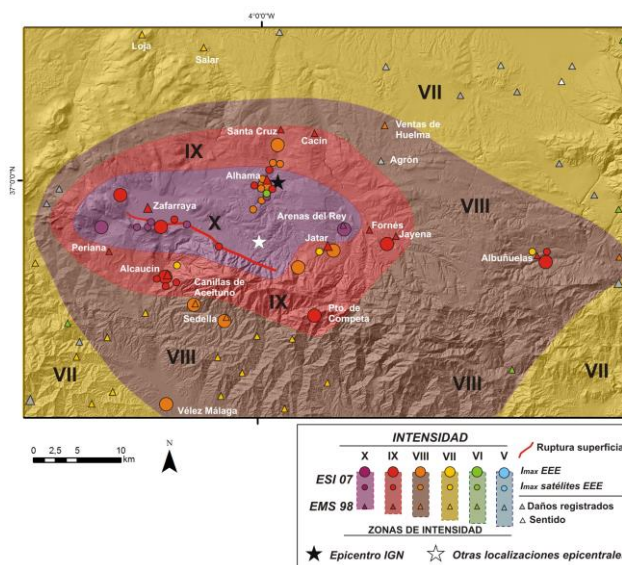 4°0'0"W
Loja
Salar
VII
Ventas de
Huelma
Santa Cruz
Cacín
IX
Agrón
37°0'0"N
Alhama
VIII
Zafarraya
X
Arenas del Rey
Fornés
Jayena
Periana
Jatar
Albuñuelas
Alcaucín
Canillas de
Aceituno
IX
Sedella
Pto. de
Competa
VIII
VII
VIII
VII
Vélez Málaga
0 2,5 5 10
km
N
INTENSIDAD
X IX VIII VII VI V
Ruptura superficial
ESI 07
Imax EEE
Imax satélites EEE
EMS 98
Daños registrados
Sentido
ZONAS DE INTENSIDAD
Epicentro IGN
Otras localizaciones epicentrales